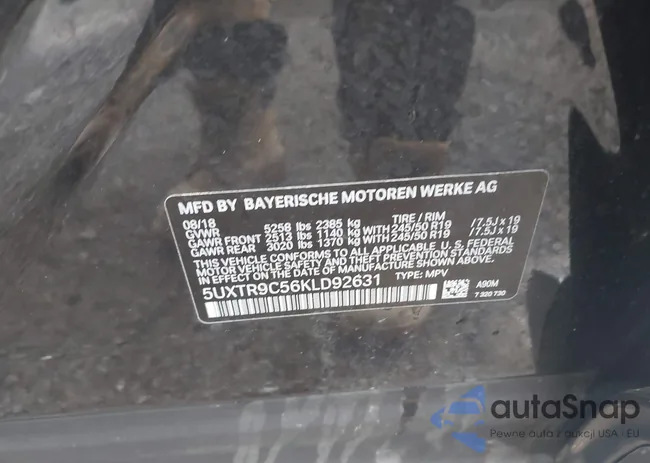 MFD BY BAYERISCHE MOTOREN WERKE AG
08/18 TIRE / RIM
GVWR 5258 lbs 2385 kg
GAWR FRONT 2513 lbs 1140 kg WITH 245/50 R19 /7.5J x 19
GAWR REAR 3020 lbs 1370 kg WITH 245/50 R19 /7.5J x 19
THIS VEHICLE CONFORMS TO ALL APPLICABLE U. S. FEDERAL
MOTOR VEHICLE SAFETY AND THEFT PREVENTION STANDARDS
IN EFFECT ON THE DATE OF MANUFACTURE SHOWN ABOVE.
5UXTR9C56KLD92631 TYPE: MPV
A90M
7 920 730
autaSnap
Pewne auta z aukcji USA - EU